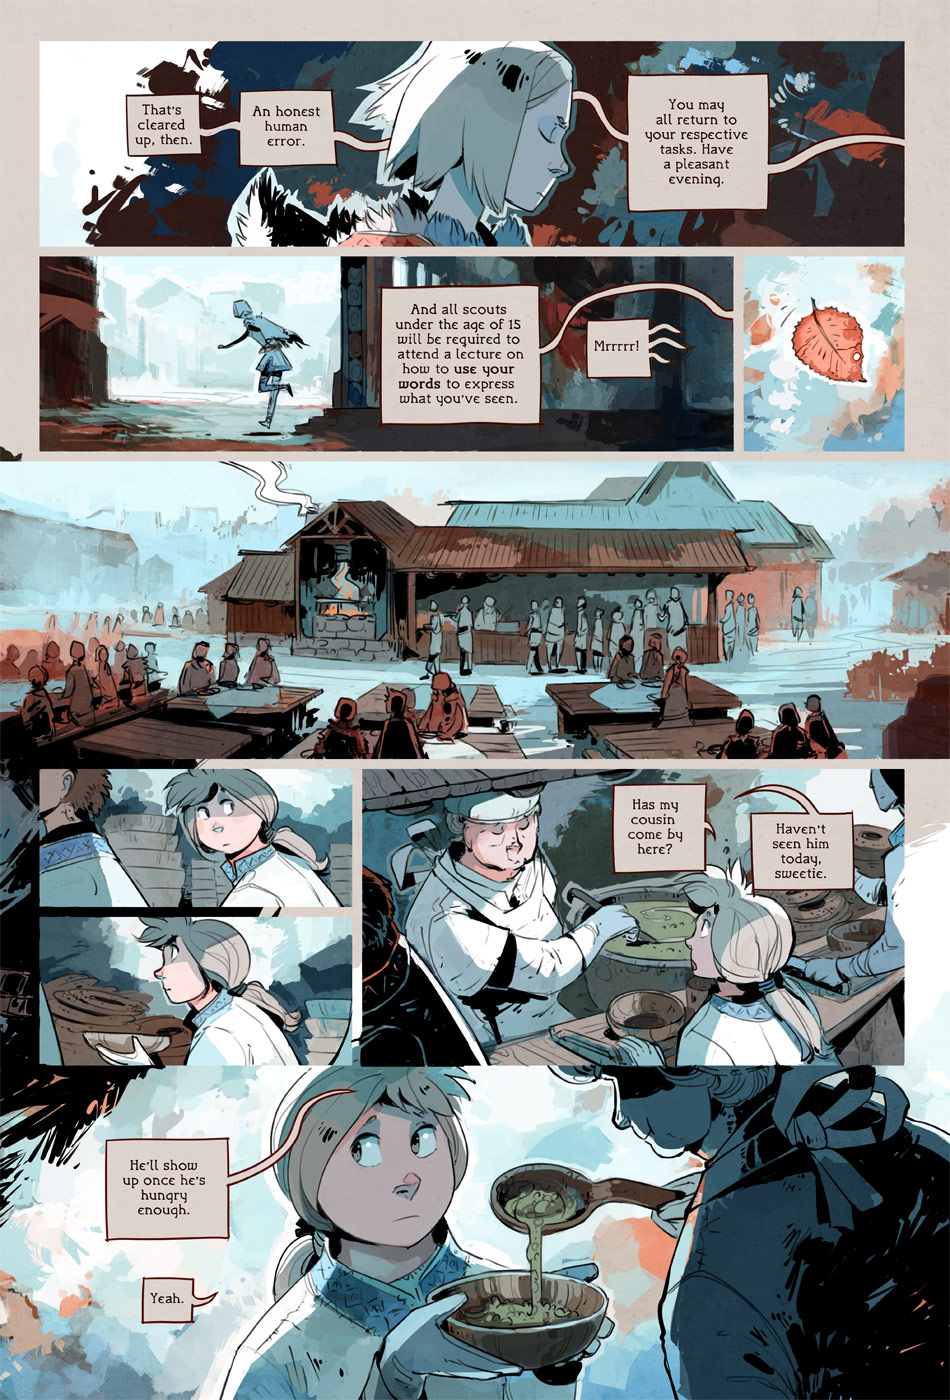 That's
cleared
up, then.
An honest
human
error.
You may
all return to
your respective
tasks. Have
a pleasant
evening.
And all scouts
under the age of 15
will be required to
attend a lecture on
how to use your
words to express
what you've seen.
Mrrrrr!
Has my
cousin
come by
here?
Haven't
seen him
today,
sweetie.
He'll show
up once he's
hungry
enough.
Yeah.